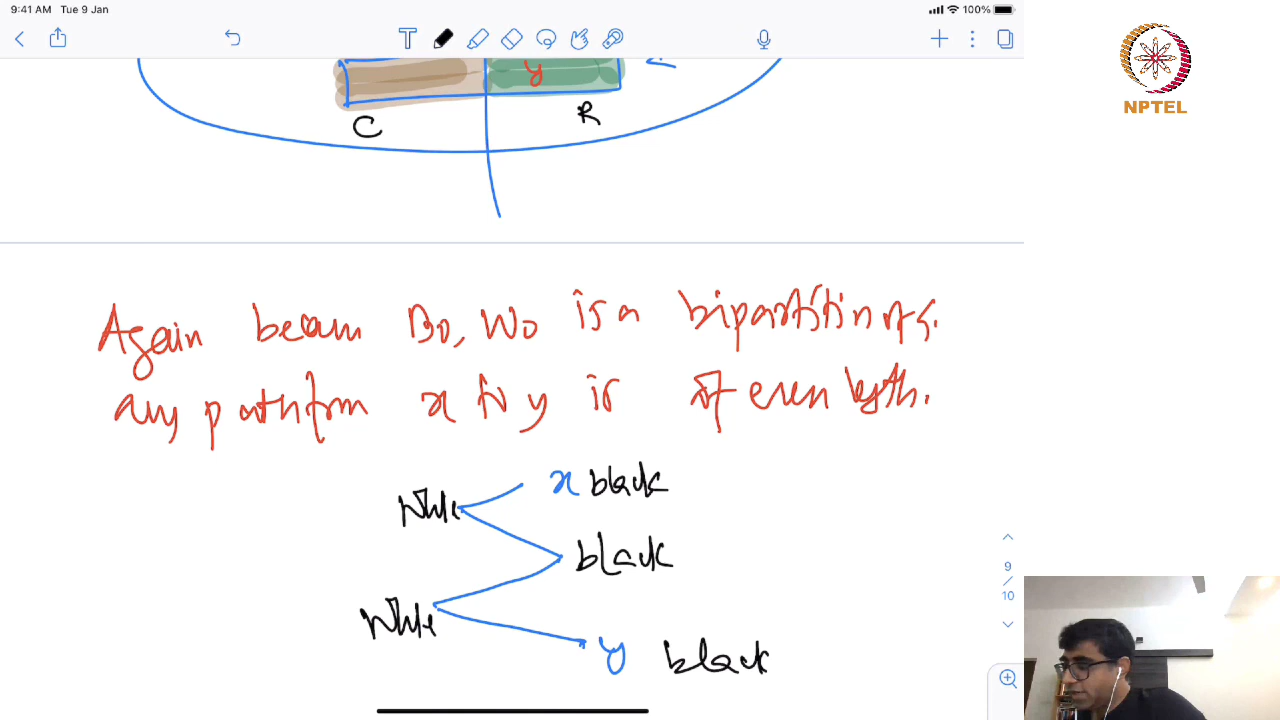 9:41 AM Tue 9 Jan
100%
NPTEL
y
C
R
Again because B0, W0 is a bipartition of G.
any path from x to y is of even length.
x black
White
black
White
y black
9
/
10